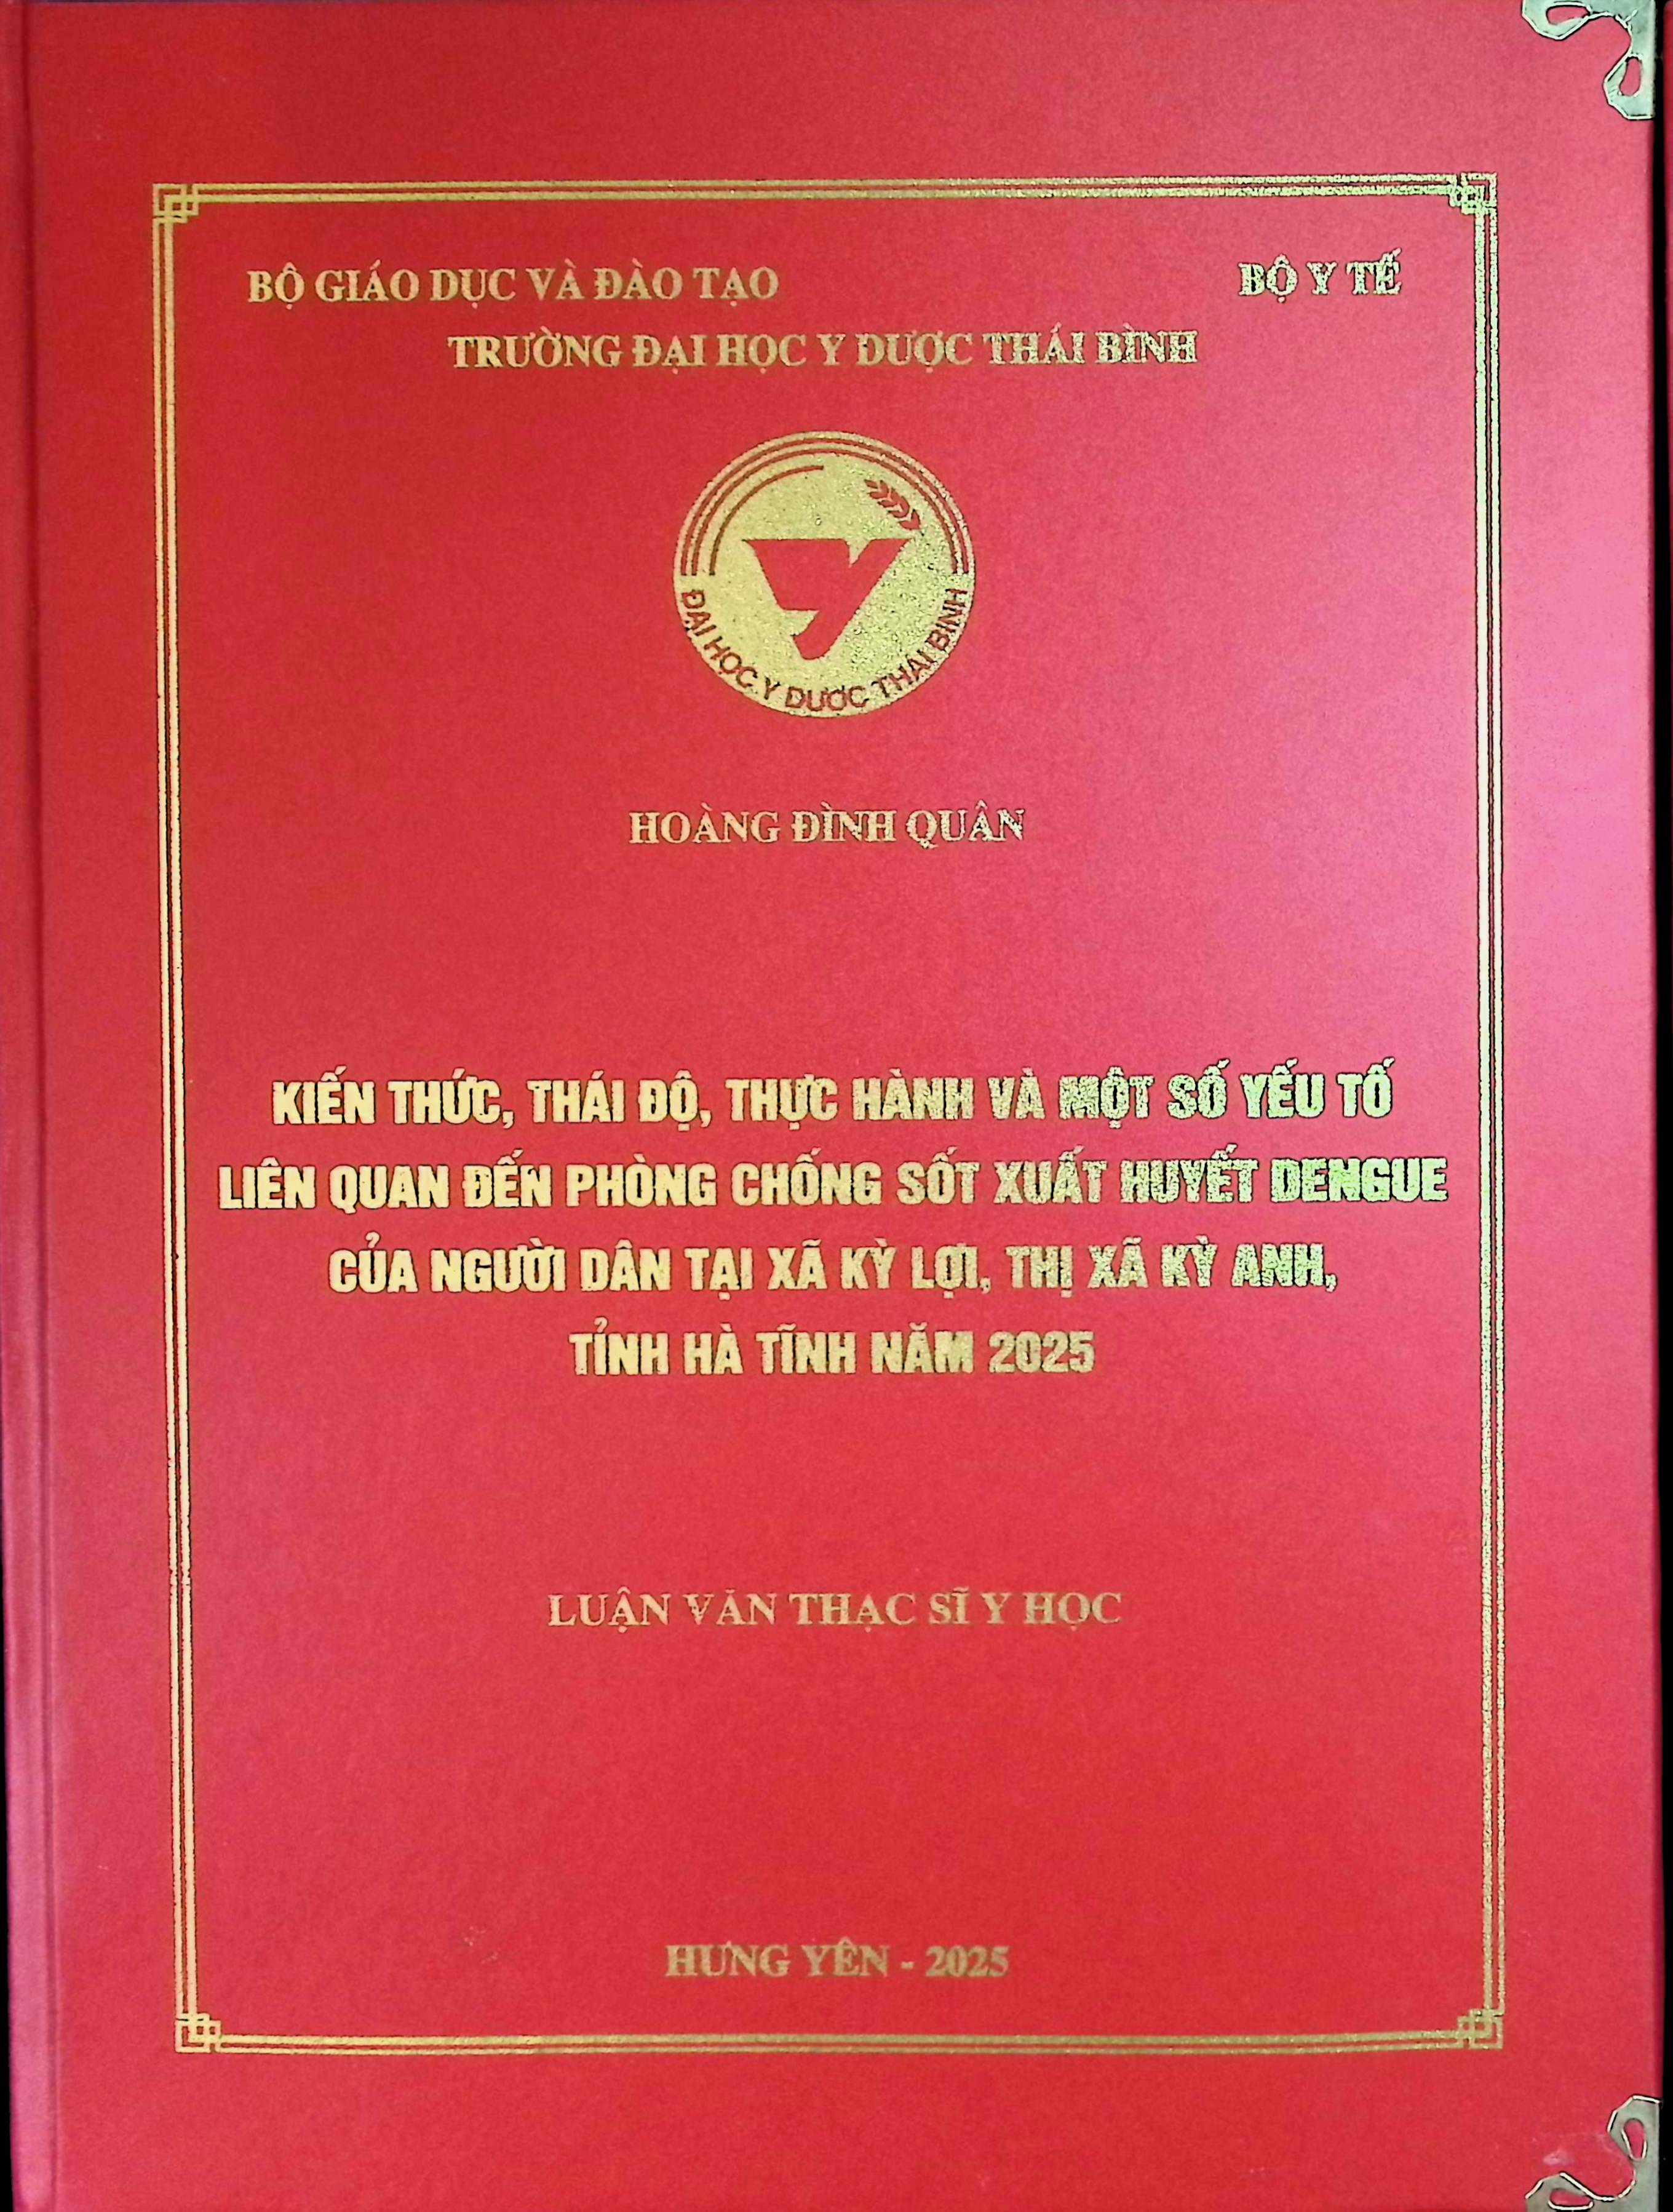 BỘ GIÁO DỤC VÀ ĐÀO TẠO BỘ Y TẾ
TRƯỜNG ĐẠI HỌC Y DƯỢC THÁI BÌNH
ĐẠI HỌC Y DƯỢC THÁI BÌNH
HOÀNG ĐÌNH QUÂN
KIẾN THỨC, THÁI ĐỘ, THỰC HÀNH VÀ MỘT SỐ YẾU TỐ
LIÊN QUAN ĐẾN PHÒNG CHỐNG SỐT XUẤT HUYẾT DENGUE
CỦA NGƯỜI DÂN TẠI XÃ KỲ LỢI, THỊ XÃ KỲ ANH,
TỈNH HÀ TĨNH NĂM 2025
LUẬN VĂN THẠC SĨ Y HỌC
HƯNG YÊN - 2025